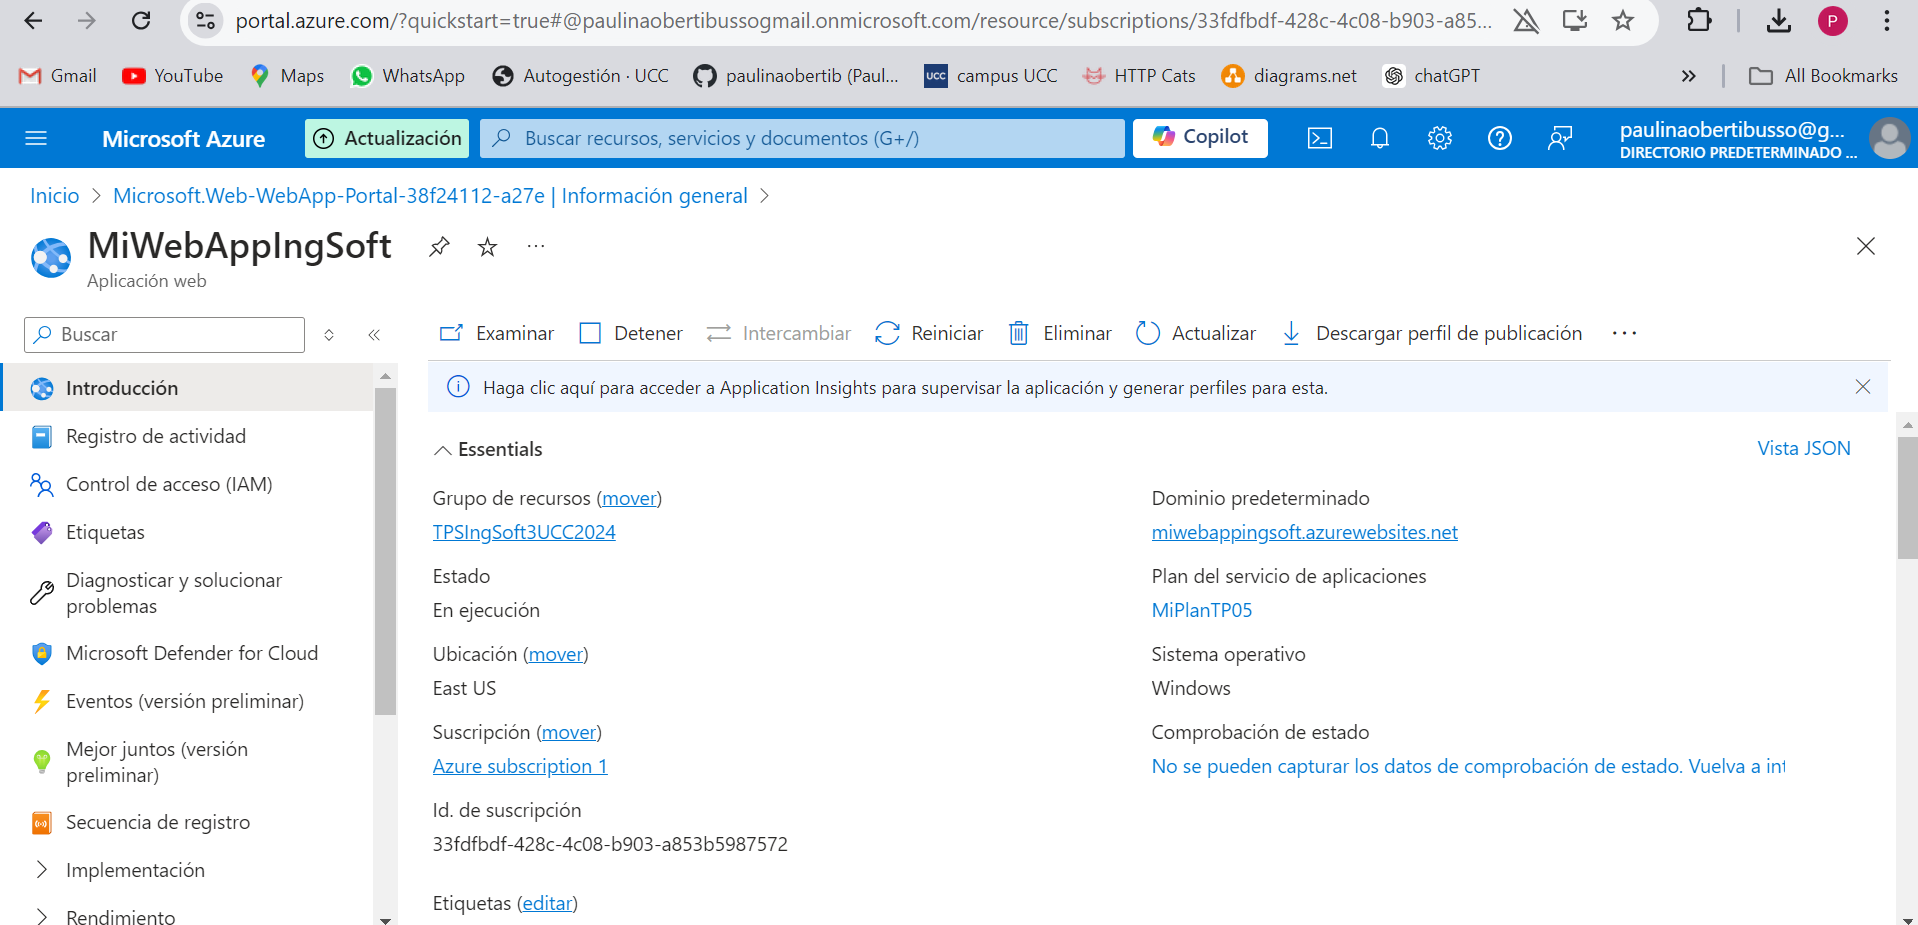 portal.azure.com/?quickstart=true#@paulinaobertibussogmail.onmicrosoft.com/resource/subscriptions/33fdfbdf-428c-4c08-b903-a85...
P
Gmail
YouTube
Maps
WhatsApp
Autogestión · UCC
paulinaobertib (Paul...
UCC
campus UCC
HTTP Cats
diagrams.net
chatGPT
»
All Bookmarks
Microsoft Azure
Actualización
Buscar recursos, servicios y documentos (G+/)
Copilot
paulinaobertibusso@g...
DIRECTORIO PREDETERMINADO ...
Inicio > Microsoft.Web-WebApp-Portal-38f24112-a27e | Información general >
MiWebAppIngSoft
...
Aplicación web
Buscar
«
Introducción
Registro de actividad
Control de acceso (IAM)
Etiquetas
Diagnosticar y solucionar
problemas
Microsoft Defender for Cloud
Eventos (versión preliminar)
Mejor juntos (versión
preliminar)
Secuencia de registro
Implementación
Rendimiento
Examinar
Detener
Intercambiar
Reiniciar
Eliminar
Actualizar
Descargar perfil de publicación
...
Haga clic aquí para acceder a Application Insights para supervisar la aplicación y generar perfiles para esta.
Essentials
Vista JSON
Grupo de recursos (mover)
TPSIngSoft3UCC2024
Estado
En ejecución
Ubicación (mover)
East US
Suscripción (mover)
Azure subscription 1
Id. de suscripción
33fdfbdf-428c-4c08-b903-a853b5987572
Etiquetas (editar)
Dominio predeterminado
miwebappingsoft.azurewebsites.net
Plan del servicio de aplicaciones
MiPlanTP05
Sistema operativo
Windows
Comprobación de estado
No se pueden capturar los datos de comprobación de estado. Vuelva a int